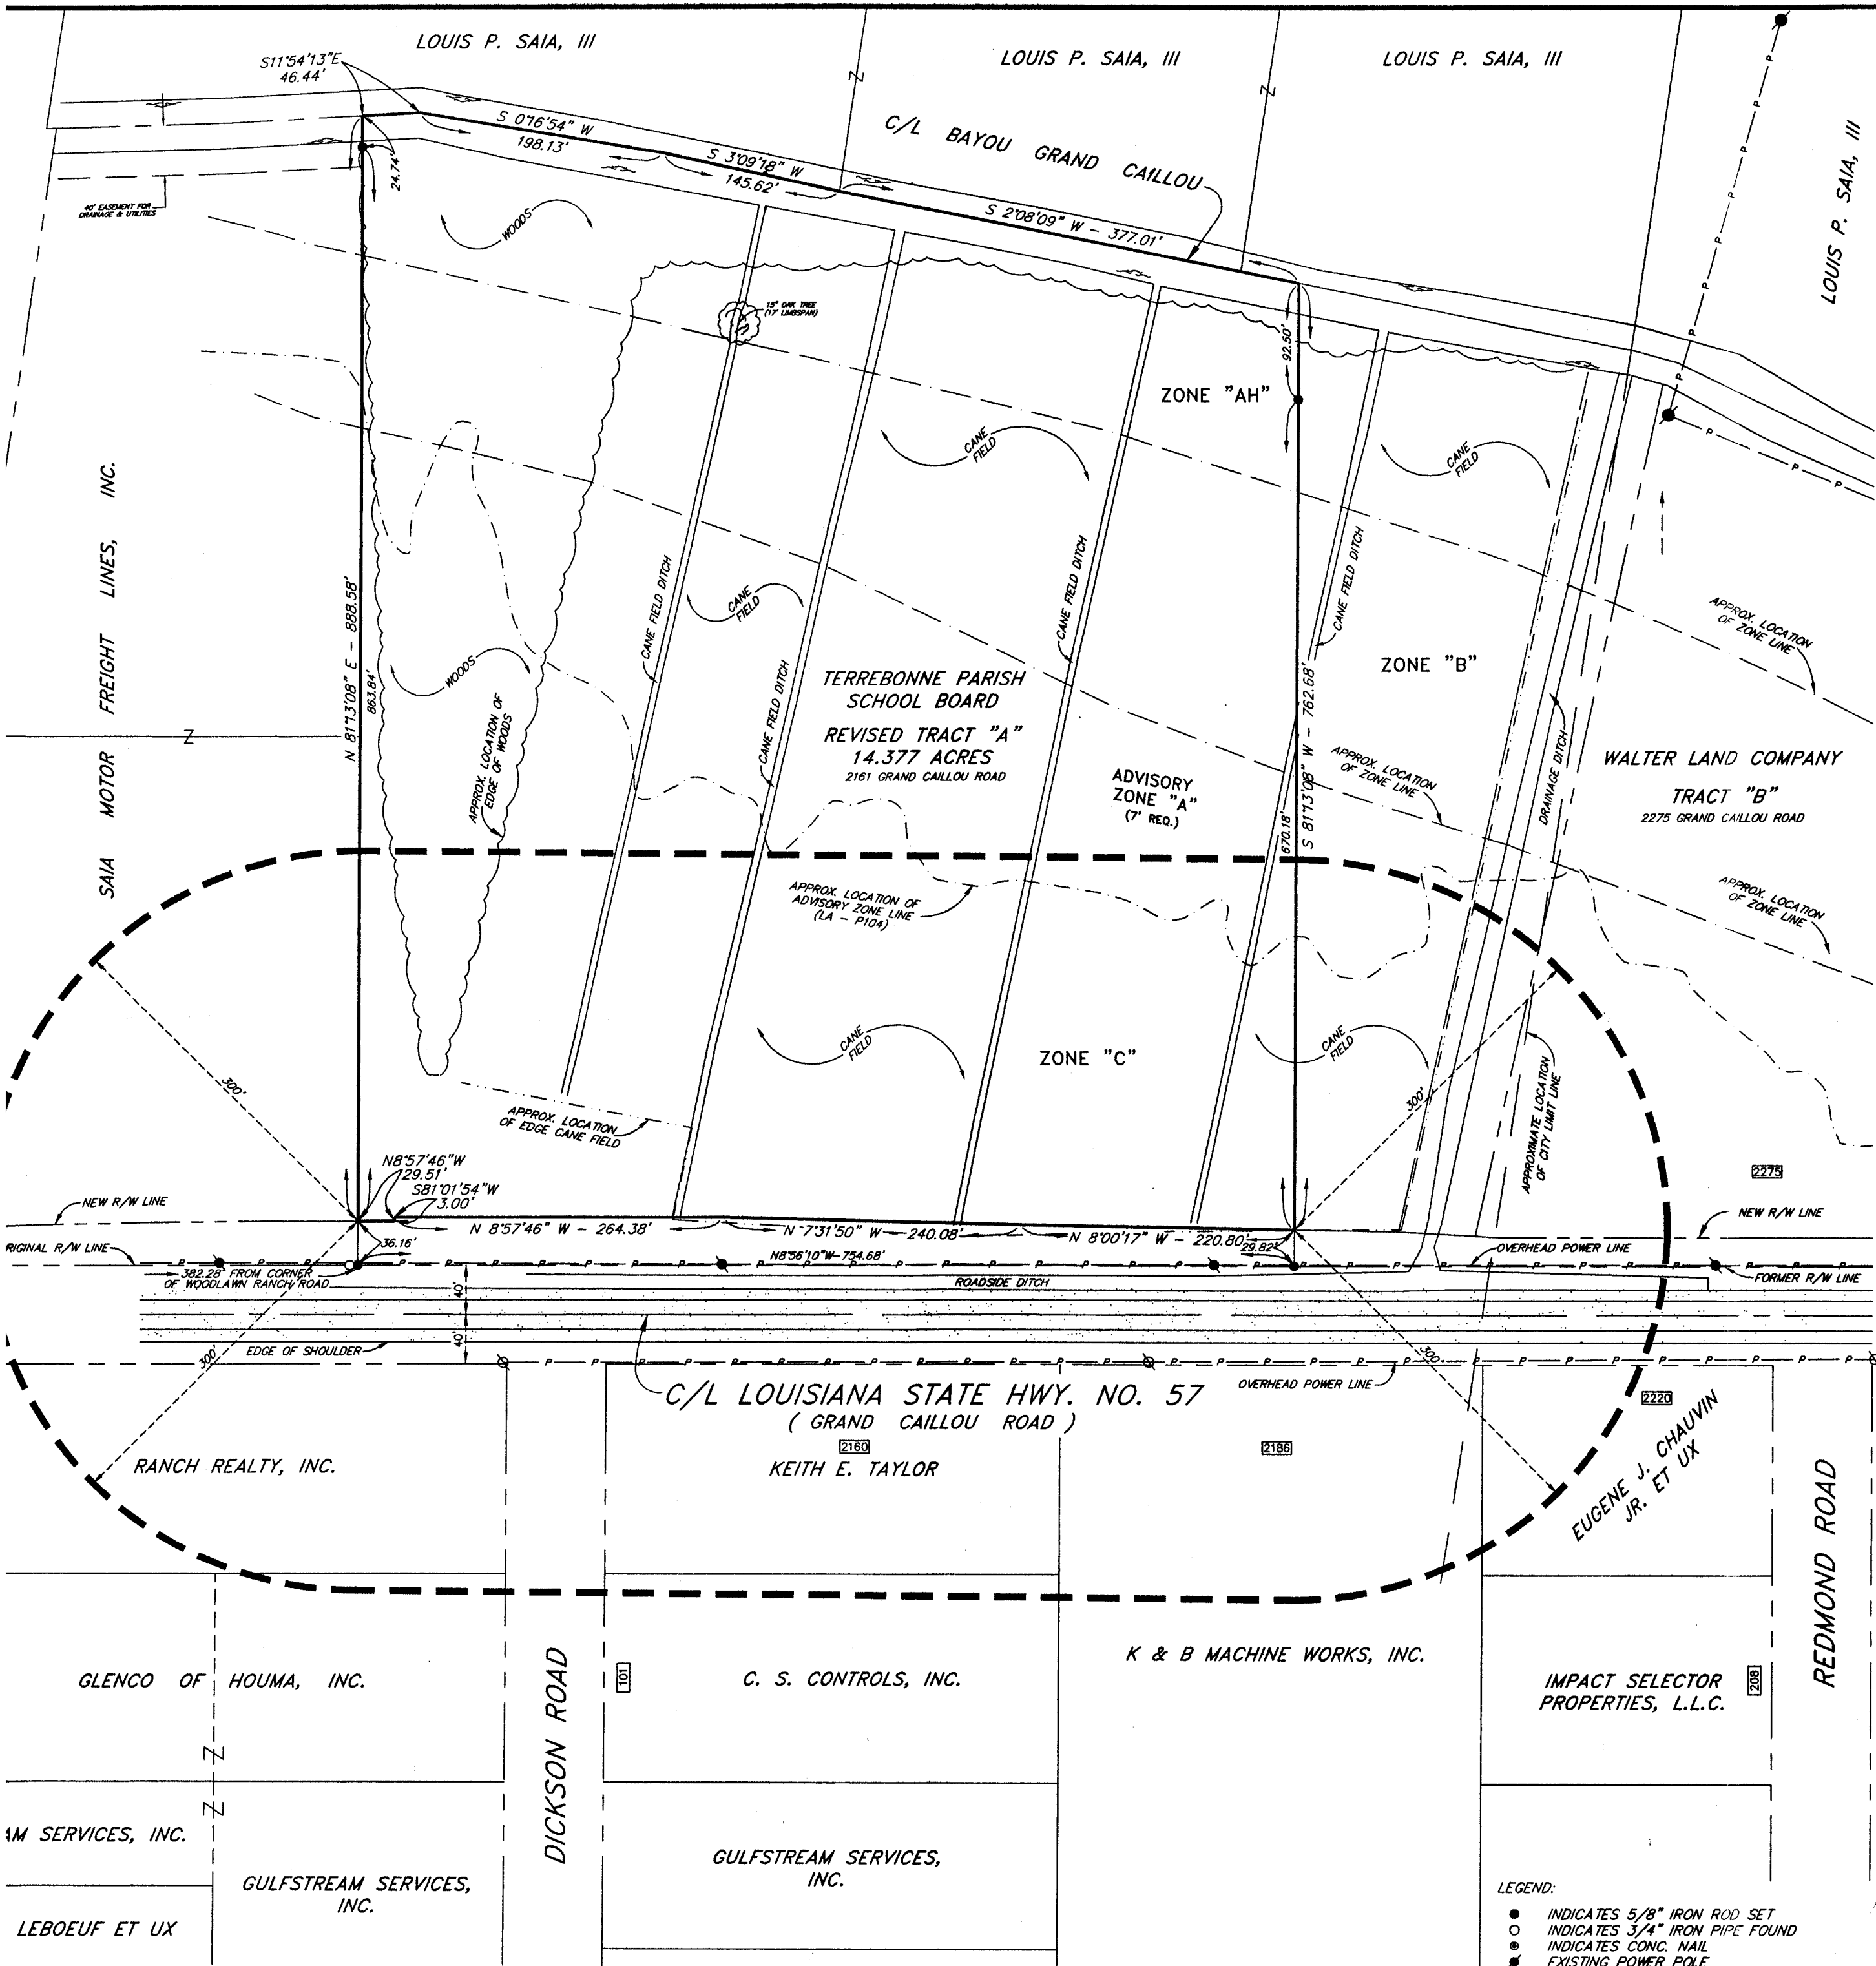 LOUIS P. SAIA, III
LOUIS P. SAIA, III
LOUIS P. SAIA, III
LOUIS P. SAIA, III
S11°54'13"E
46.44'
S 0°16'54" W
198.13'
S 3°09'18" W
145.62'
C/L BAYOU GRAND CAILLOU
S 2°08'09" W - 377.01'
24.74'
40' EASEMENT FOR
DRAINAGE & UTILITIES
WOODS
15" OAK TREE
(17' LIMBSPAN)
92.50'
ZONE "AH"
CANE
FIELD
CANE
FIELD
SAIA MOTOR FREIGHT LINES, INC.
N 81°13'08" E - 888.58'
863.84'
WOODS
APPROX. LOCATION OF
EDGE OF WOODS
CANE FIELD DITCH
CANE
FIELD
CANE FIELD DITCH
CANE FIELD DITCH
CANE FIELD DITCH
TERREBONNE PARISH
SCHOOL BOARD
REVISED TRACT "A"
14.377 ACRES
2161 GRAND CAILLOU ROAD
ADVISORY
ZONE "A"
(7' REQ.)
S 81°13'08" W - 762.68'
670.18'
ZONE "B"
APPROX. LOCATION
OF ZONE LINE
APPROX. LOCATION
OF ZONE LINE
DRAINAGE DITCH
WALTER LAND COMPANY
TRACT "B"
2275 GRAND CAILLOU ROAD
APPROX. LOCATION
OF ZONE LINE
APPROX. LOCATION OF
ADVISORY ZONE LINE
(LA - P104)
CANE
FIELD
ZONE "C"
CANE
FIELD
300'
300'
APPROX. LOCATION
OF EDGE CANE FIELD
APPROXIMATE LOCATION
OF CITY LIMIT LINE
2275
NEW R/W LINE
N8°57'46"W
29.51'
S81°01'54"W
3.00'
N 8°57'46" W - 264.38'
N 7°31'50" W - 240.08'
N 8°00'17" W - 220.80'
NEW R/W LINE
RIGINAL R/W LINE
36.16'
29.82'
N8°56'10"W-754.68'
OVERHEAD POWER LINE
382.28' FROM CORNER
OF WOODLAWN RANCH ROAD
40'
ROADSIDE DITCH
FORMER R/W LINE
40'
EDGE OF SHOULDER
300'
300'
C/L LOUISIANA STATE HWY. NO. 57
( GRAND CAILLOU ROAD )
OVERHEAD POWER LINE
2220
RANCH REALTY, INC.
2160
KEITH E. TAYLOR
2186
EUGENE J. CHAUVIN
JR. ET UX
REDMOND ROAD
GLENCO OF HOUMA, INC.
DICKSON ROAD
101
C. S. CONTROLS, INC.
K & B MACHINE WORKS, INC.
IMPACT SELECTOR
PROPERTIES, L.L.C.
208
AM SERVICES, INC.
GULFSTREAM SERVICES,
INC.
GULFSTREAM SERVICES,
INC.
LEBOEUF ET UX
LEGEND:
INDICATES 5/8" IRON ROD SET
INDICATES 3/4" IRON PIPE FOUND
INDICATES CONC. NAIL
EXISTING POWER POLE